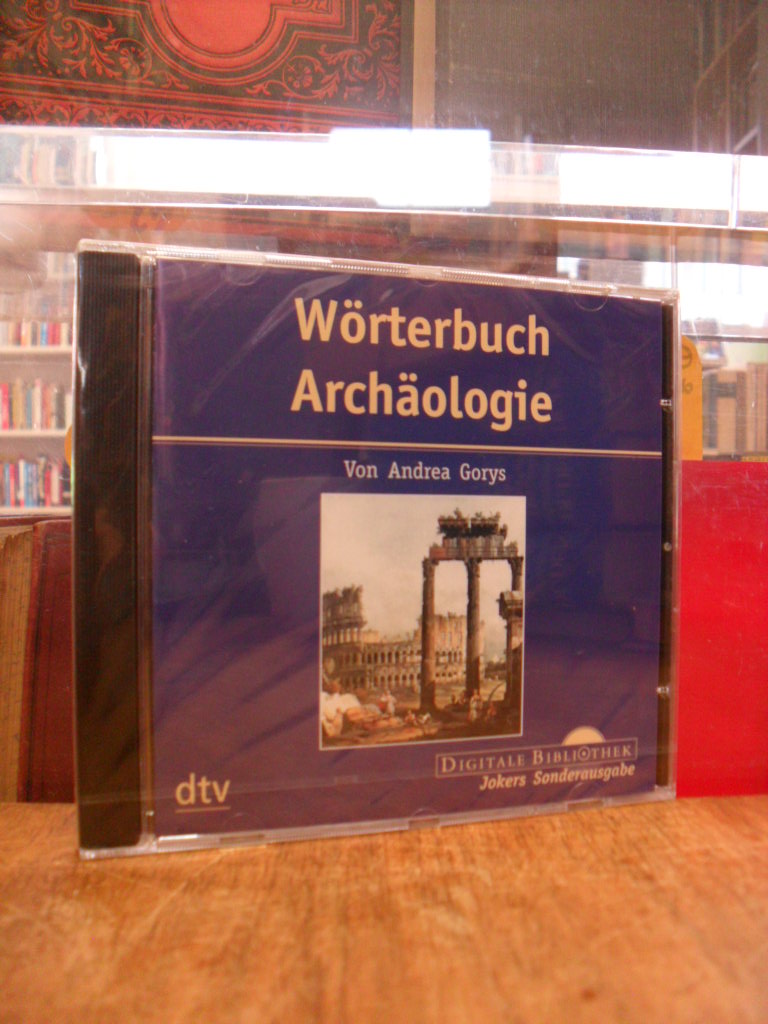 Wörterbuch
Archäologie
Von Andrea Gorys
DIGITALE BIBLIOTHEK
Jokers Sonderausgabe
dtv